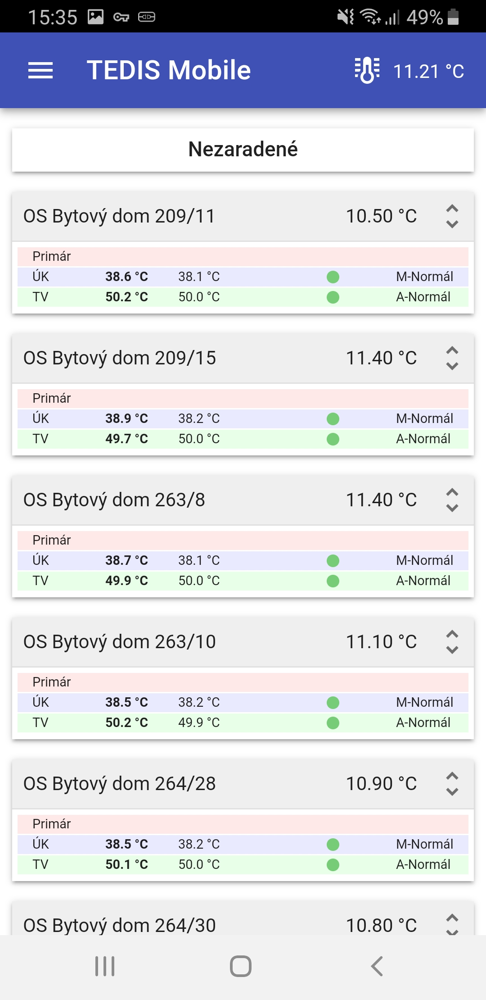 15:35 49%
TEDIS Mobile 11.21 °C
Nezaradené
OS Bytový dom 209/11 10.50 °C
Primár
ÚK 38.6 °C 38.1 °C M-Normál
TV 50.2 °C 50.0 °C A-Normál
OS Bytový dom 209/15 11.40 °C
Primár
ÚK 38.9 °C 38.2 °C M-Normál
TV 49.7 °C 50.0 °C A-Normál
OS Bytový dom 263/8 11.40 °C
Primár
ÚK 38.7 °C 38.1 °C M-Normál
TV 49.9 °C 50.0 °C A-Normál
OS Bytový dom 263/10 11.10 °C
Primár
ÚK 38.5 °C 38.2 °C M-Normál
TV 50.2 °C 49.9 °C A-Normál
OS Bytový dom 264/28 10.90 °C
Primár
ÚK 38.5 °C 38.2 °C M-Normál
TV 50.1 °C 50.0 °C A-Normál
OS Bytový dom 264/30 10.80 °C